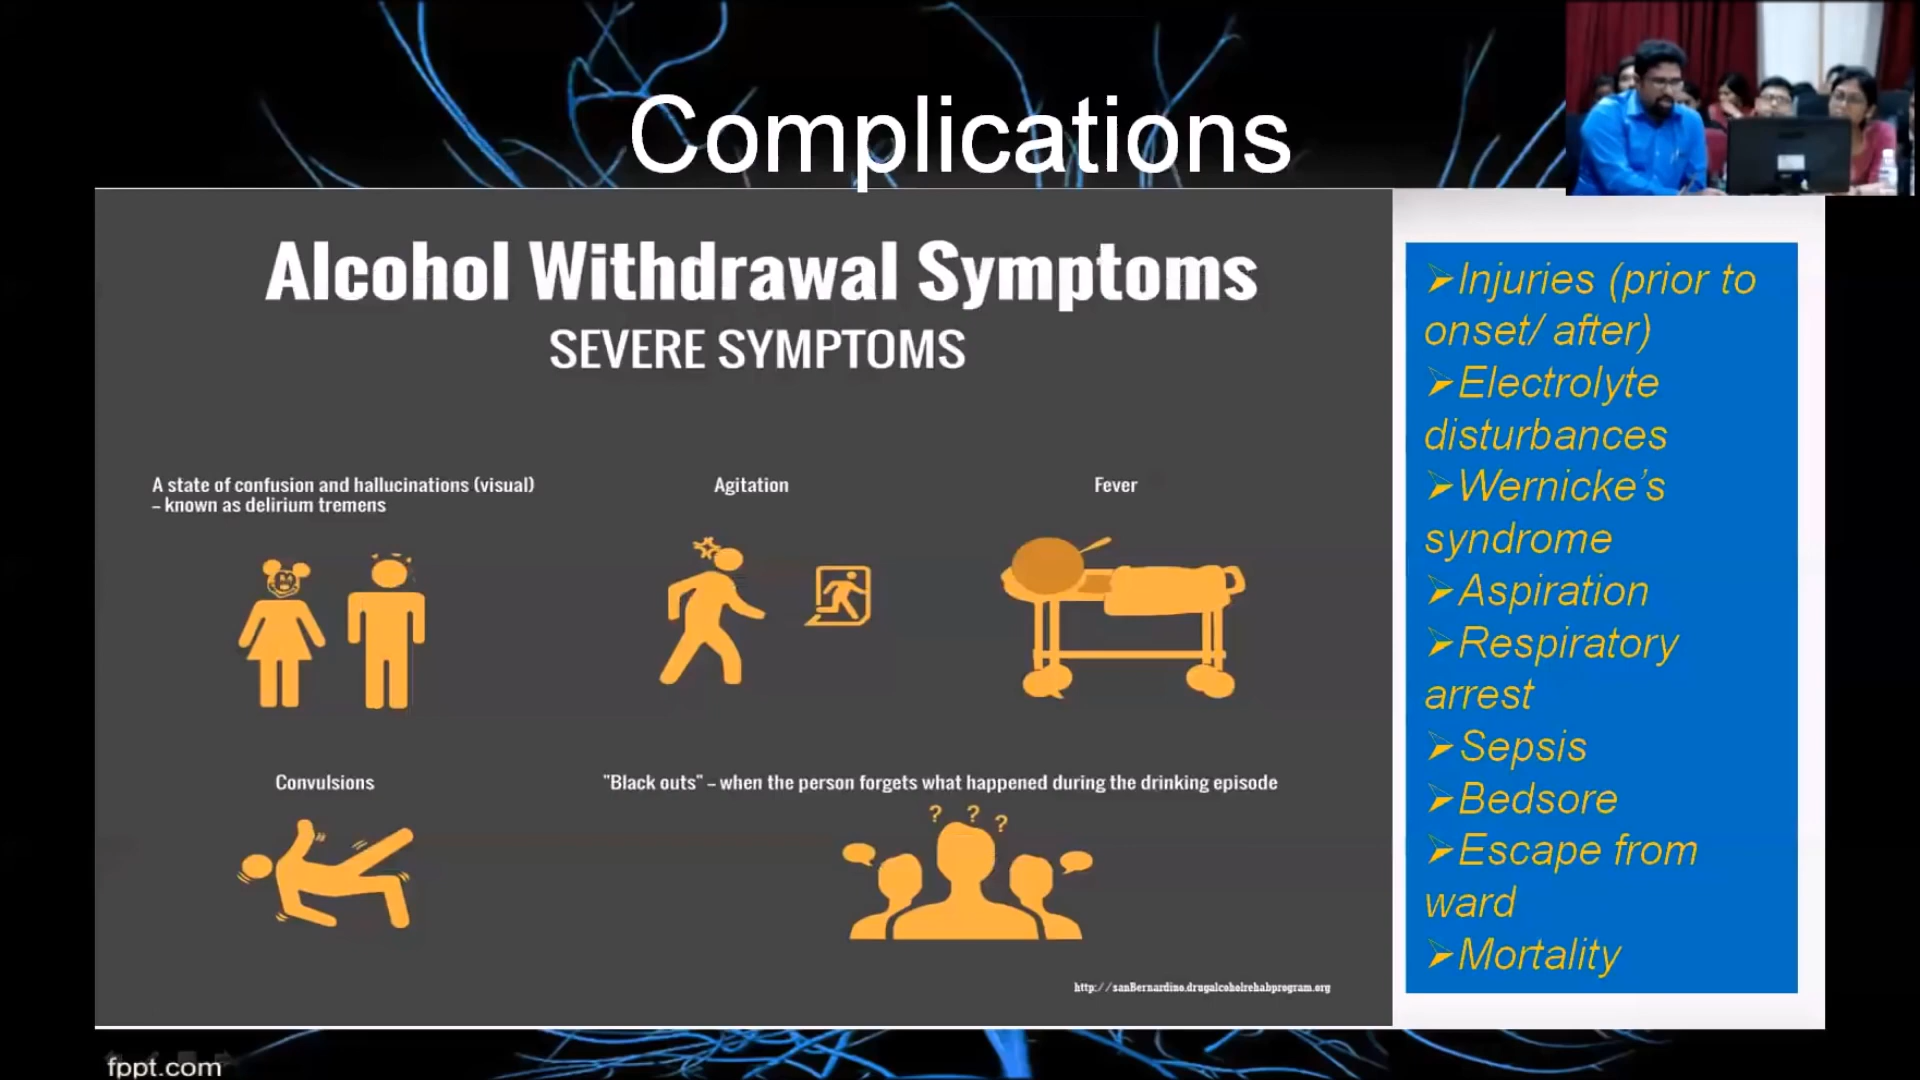 Complications
Alcohol Withdrawal Symptoms
SEVERE SYMPTOMS
A state of confusion and hallucinations (visual)
– known as delirium tremens
Agitation
Fever
Convulsions
"Black outs" – when the person forgets what happened during the drinking episode
? ? ?
http://sanBernardino.drugalcoholrehabprogram.org
➢Injuries (prior to
onset/ after)
➢Electrolyte
disturbances
➢Wernicke’s
syndrome
➢Aspiration
➢Respiratory
arrest
➢Sepsis
➢Bedsore
➢Escape from
ward
➢Mortality
fppt.com